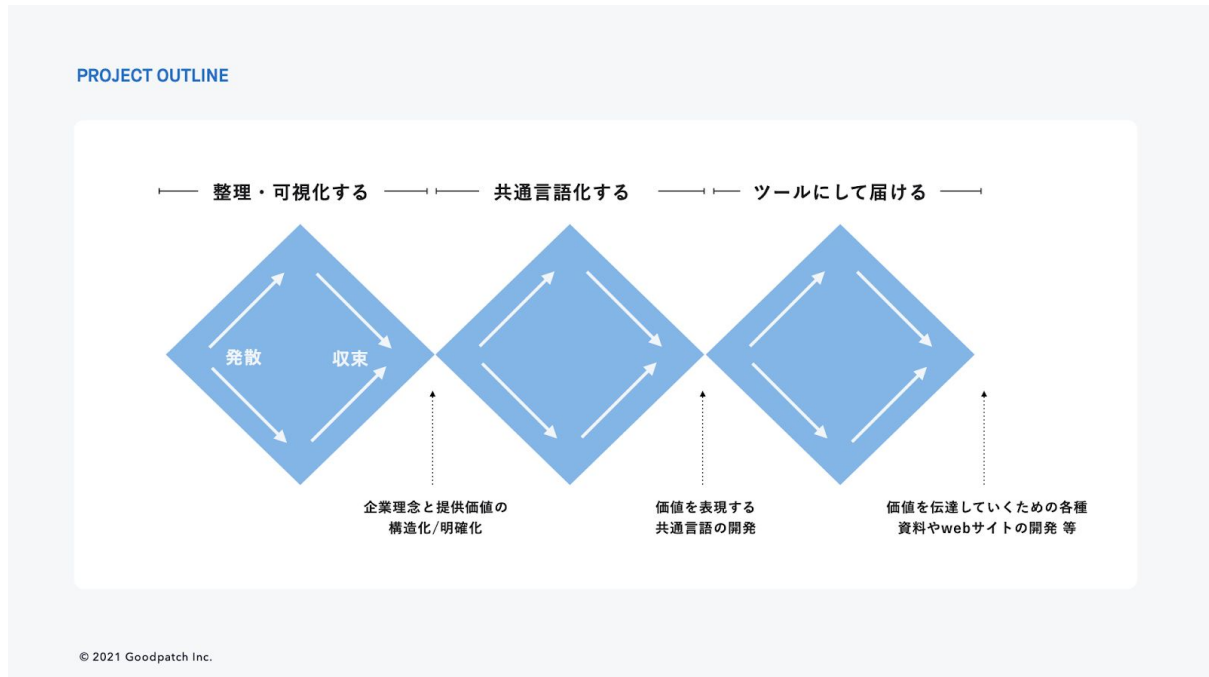 PROJECT OUTLINE
整理・可視化する
共通言語化する
ツールにして届ける
発散
収束
企業理念と提供価値の
構造化/明確化
価値を表現する
共通言語の開発
価値を伝達していくための各種
資料やwebサイトの開発 等
© 2021 Goodpatch Inc.